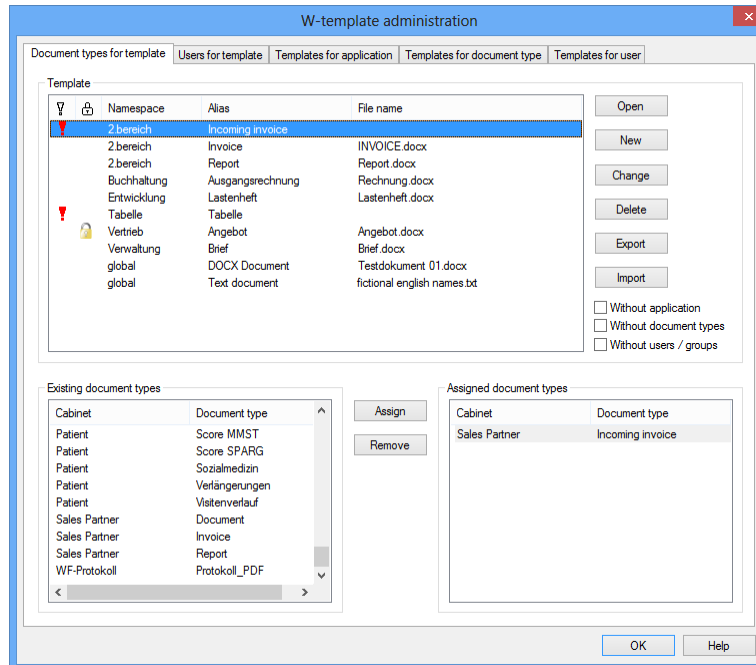 W-template administration
Document types for template Users for template Templates for application Templates for document type Templates for user
Template
Namespace Alias File name
2.bereich Incoming invoice
2.bereich Invoice INVOICE.docx
2.bereich Report Report.docx
Buchhaltung Ausgangsrechnung Rechnung.docx
Entwicklung Lastenheft Lastenheft.docx
Tabelle Tabelle
Vertrieb Angebot Angebot.docx
Verwaltung Brief Brief.docx
global DOCX Document Testdokument 01.docx
global Text document fictional english names.txt
Open
New
Change
Delete
Export
Import
Without application
Without document types
Without users / groups
Existing document types
Cabinet Document type
Patient Score MMST
Patient Score SPARG
Patient Sozialmedizin
Patient Verlängerungen
Patient Visitenverlauf
Sales Partner Document
Sales Partner Invoice
Sales Partner Report
WF-Protokoll Protokoll_PDF
Assign
Remove
Assigned document types
Cabinet Document type
Sales Partner Incoming invoice
OK Help